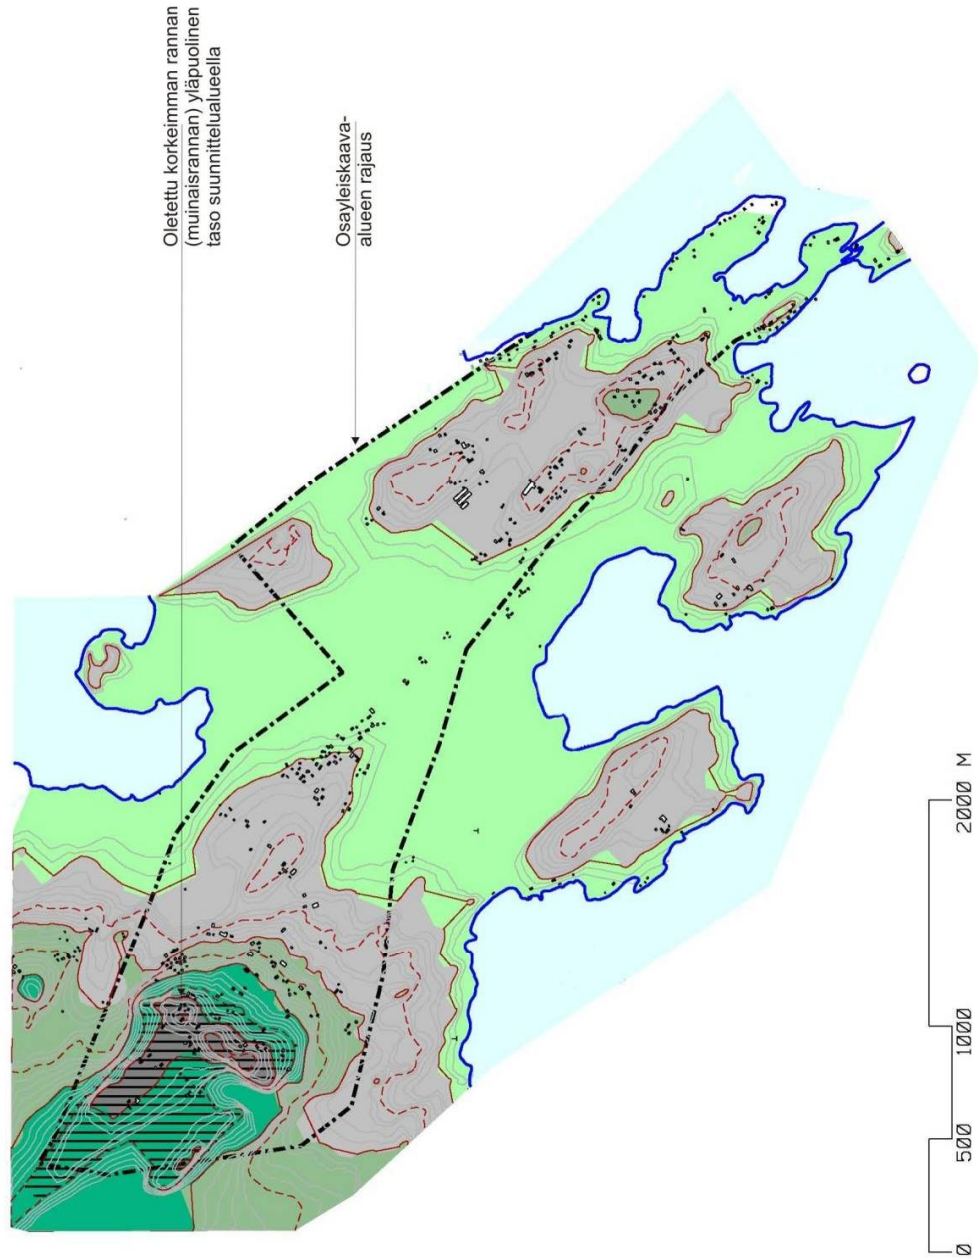 Oletettu korkeimman rannan
(muinaisrannan) yläpuolinen
taso suunnittelualueella
Osayleiskaava-
alueen rajaus
0 500 1000 2000 M